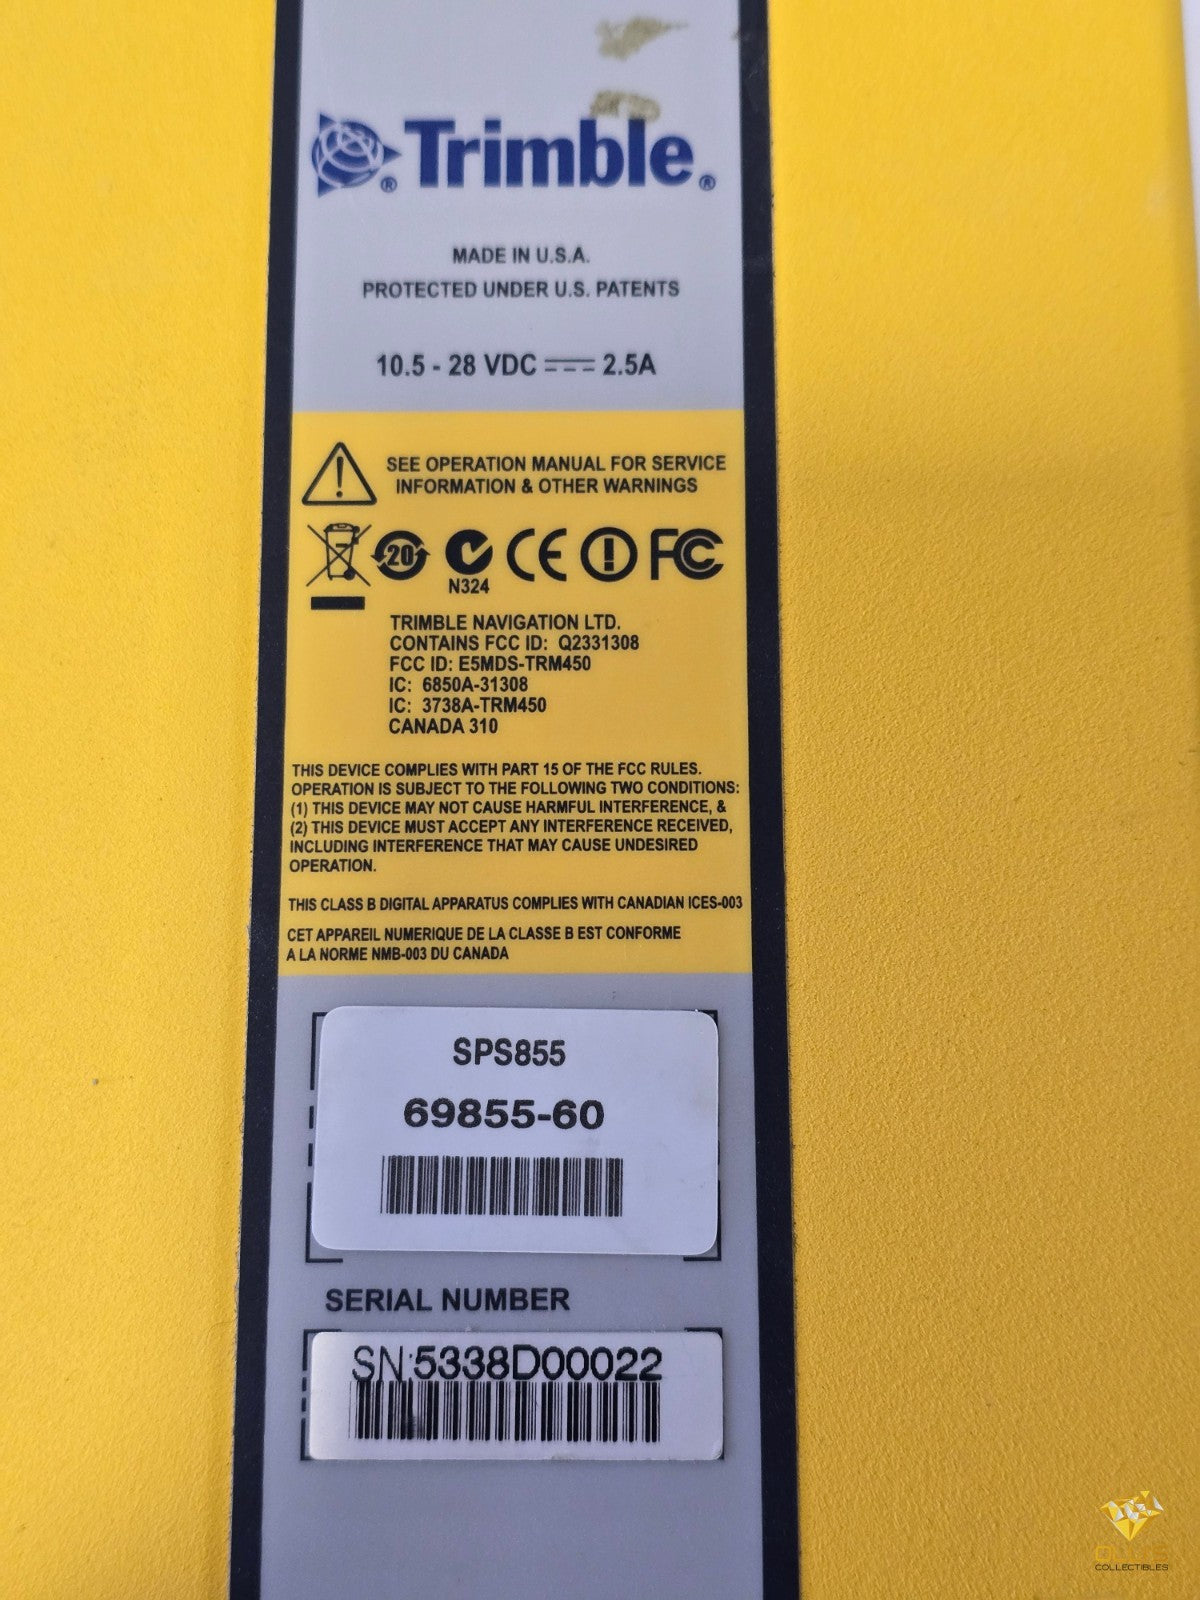 Trimble®
MADE IN U.S.A.
PROTECTED UNDER U.S. PATENTS
10.5 - 28 VDC 2.5A
SEE OPERATION MANUAL FOR SERVICE
INFORMATION & OTHER WARNINGS
20 CE FC
N324
TRIMBLE NAVIGATION LTD.
CONTAINS FCC ID: Q2331308
FCC ID: E5MDS-TRM450
IC: 6850A-31308
IC: 3738A-TRM450
CANADA 310
THIS DEVICE COMPLIES WITH PART 15 OF THE FCC RULES.
OPERATION IS SUBJECT TO THE FOLLOWING TWO CONDITIONS:
(1) THIS DEVICE MAY NOT CAUSE HARMFUL INTERFERENCE, &
(2) THIS DEVICE MUST ACCEPT ANY INTERFERENCE RECEIVED,
INCLUDING INTERFERENCE THAT MAY CAUSE UNDESIRED
OPERATION.
THIS CLASS B DIGITAL APPARATUS COMPLIES WITH CANADIAN ICES-003
CET APPAREIL NUMERIQUE DE LA CLASSE B EST CONFORME
A LA NORME NMB-003 DU CANADA
SPS855
69855-60
SERIAL NUMBER
SN:5338D00022
COLLECTIBLES